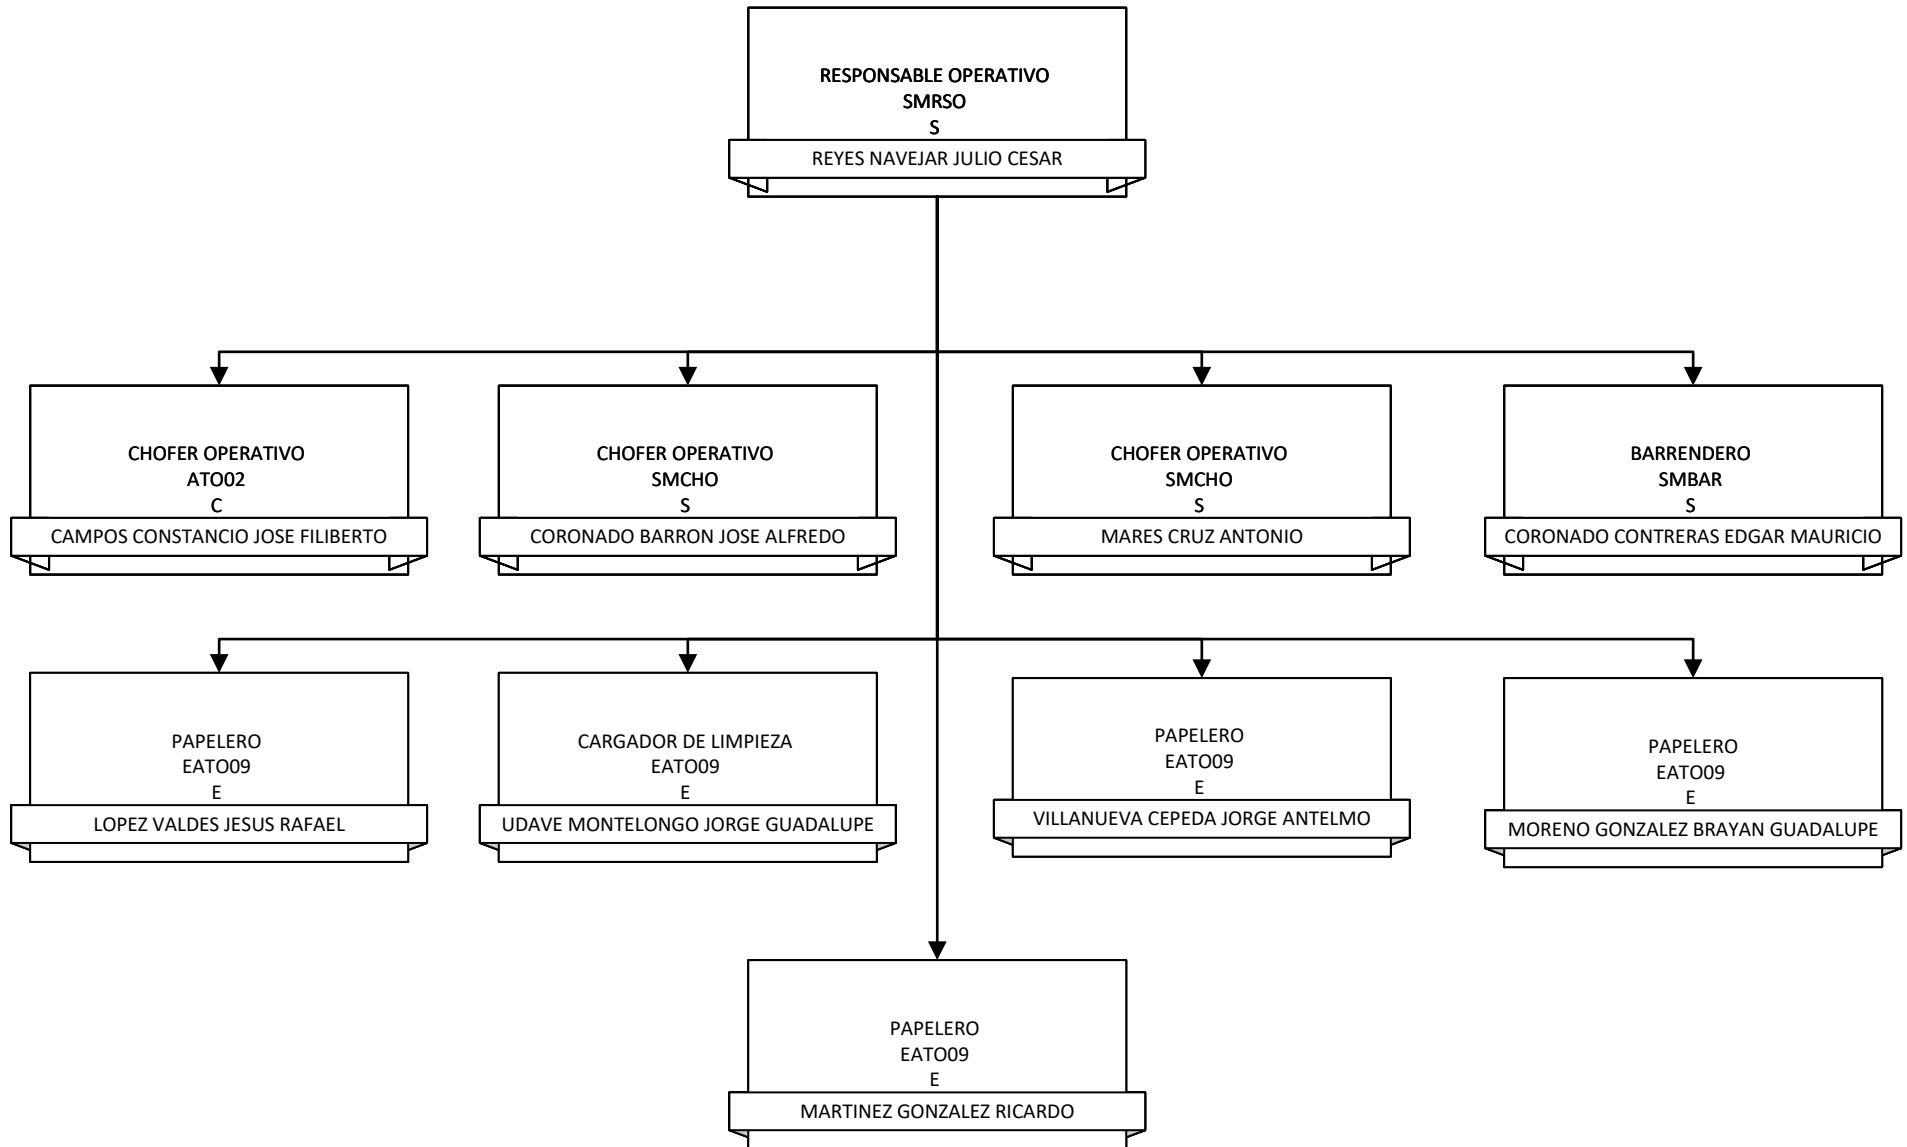 RESPONSABLE OPERATIVO
SMRSO
S
REYES NAVEJAR JULIO CESAR
CHOFER OPERATIVO
ATO02
C
CAMPOS CONSTANCIO JOSE FILIBERTO
CHOFER OPERATIVO
SMCHO
S
CORONADO BARRON JOSE ALFREDO
CHOFER OPERATIVO
SMCHO
S
MARES CRUZ ANTONIO
BARRENDERO
SMBAR
S
CORONADO CONTRERAS EDGAR MAURICIO
PAPELERO
EATO09
E
LOPEZ VALDES JESUS RAFAEL
CARGADOR DE LIMPIEZA
EATO09
E
UDAVE MONTELONGO JORGE GUADALUPE
PAPELERO
EATO09
E
VILLANUEVA CEPEDA JORGE ANTELMO
PAPELERO
EATO09
E
MORENO GONZALEZ BRAYAN GUADALUPE
PAPELERO
EATO09
E
MARTINEZ GONZALEZ RICARDO